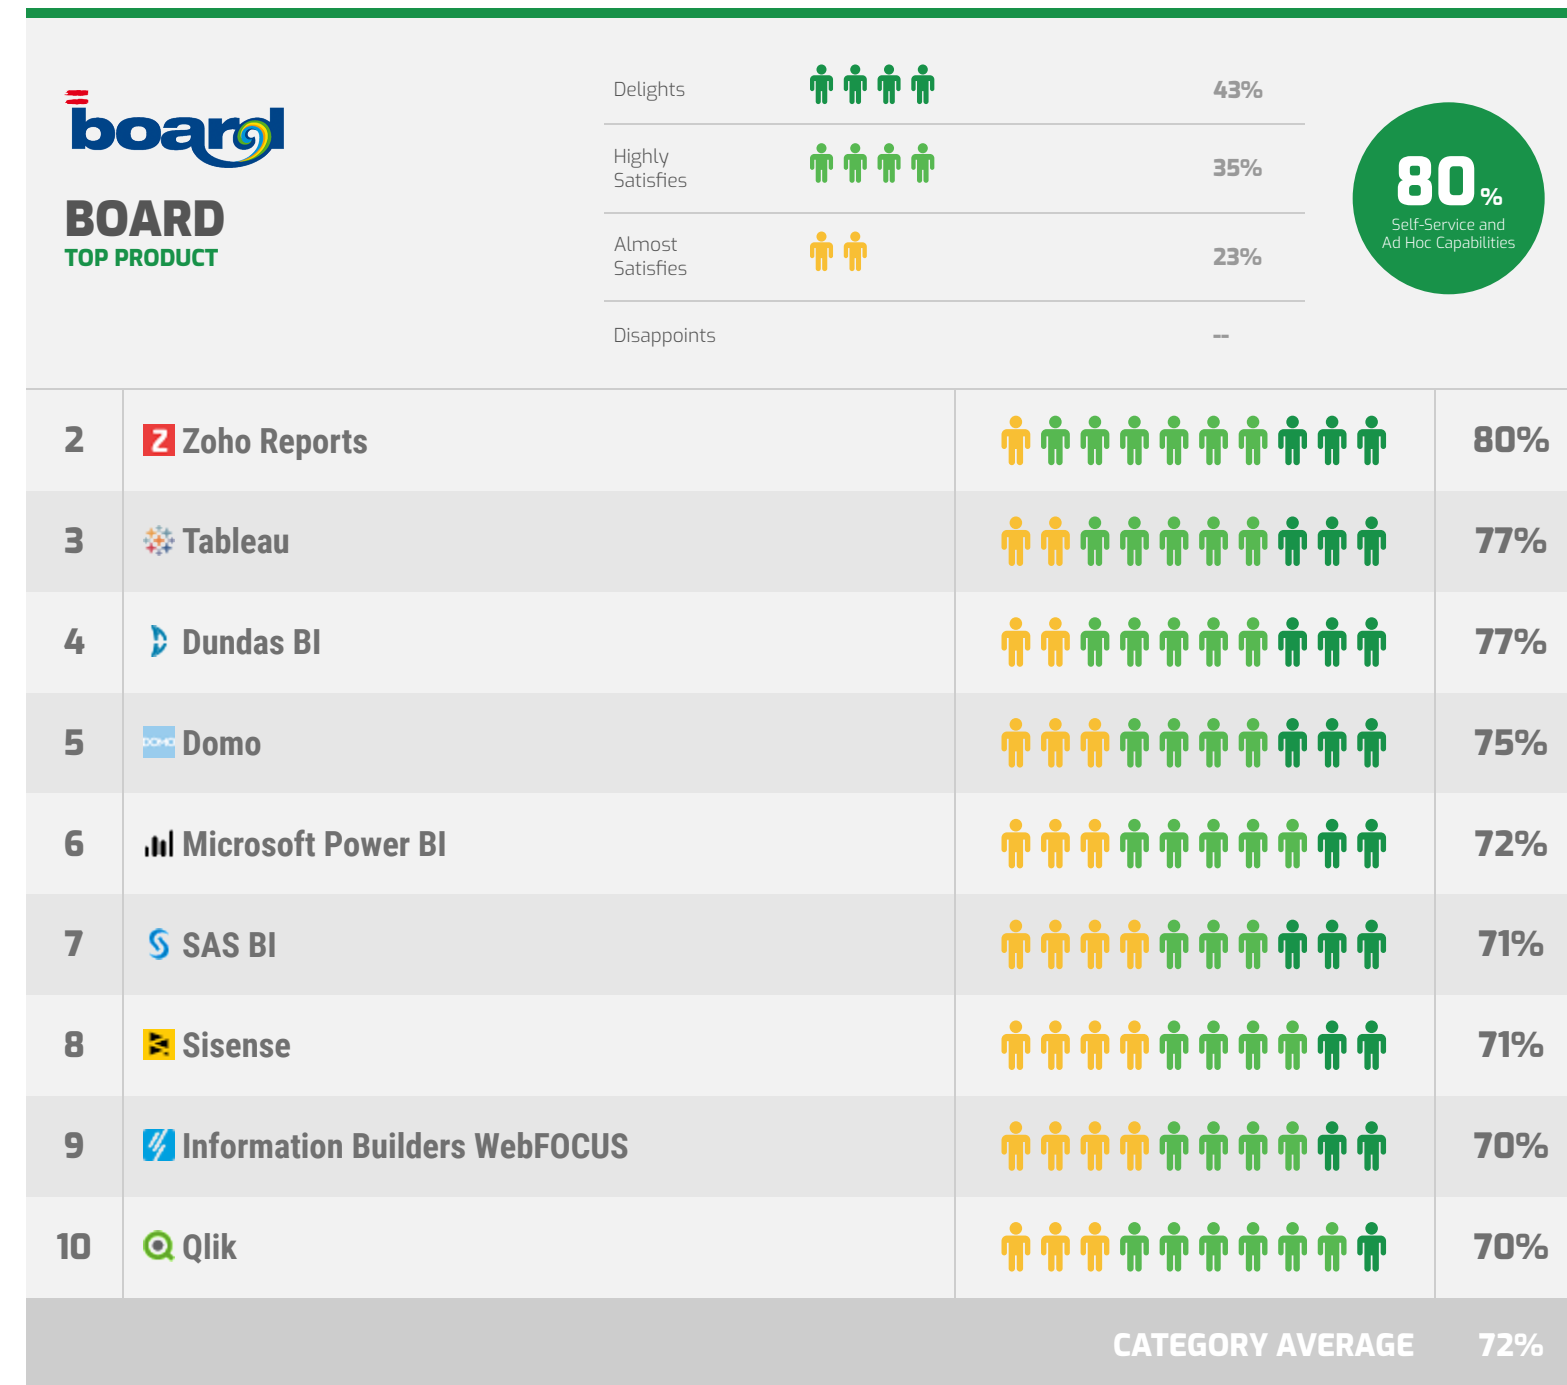 board
BOARD
TOP PRODUCT
Delights 43%
Highly
Satisfies 35%
Almost
Satisfies 23%
Disappoints --
80%
Self-Service and
Ad Hoc Capabilities
2 Z Zoho Reports 80%
3 Tableau 77%
4 Dundas BI 77%
5 DOMO Domo 75%
6 Microsoft Power BI 72%
7 SAS BI 71%
8 Sisense 71%
9 Information Builders WebFOCUS 70%
10 Qlik 70%
CATEGORY AVERAGE 72%